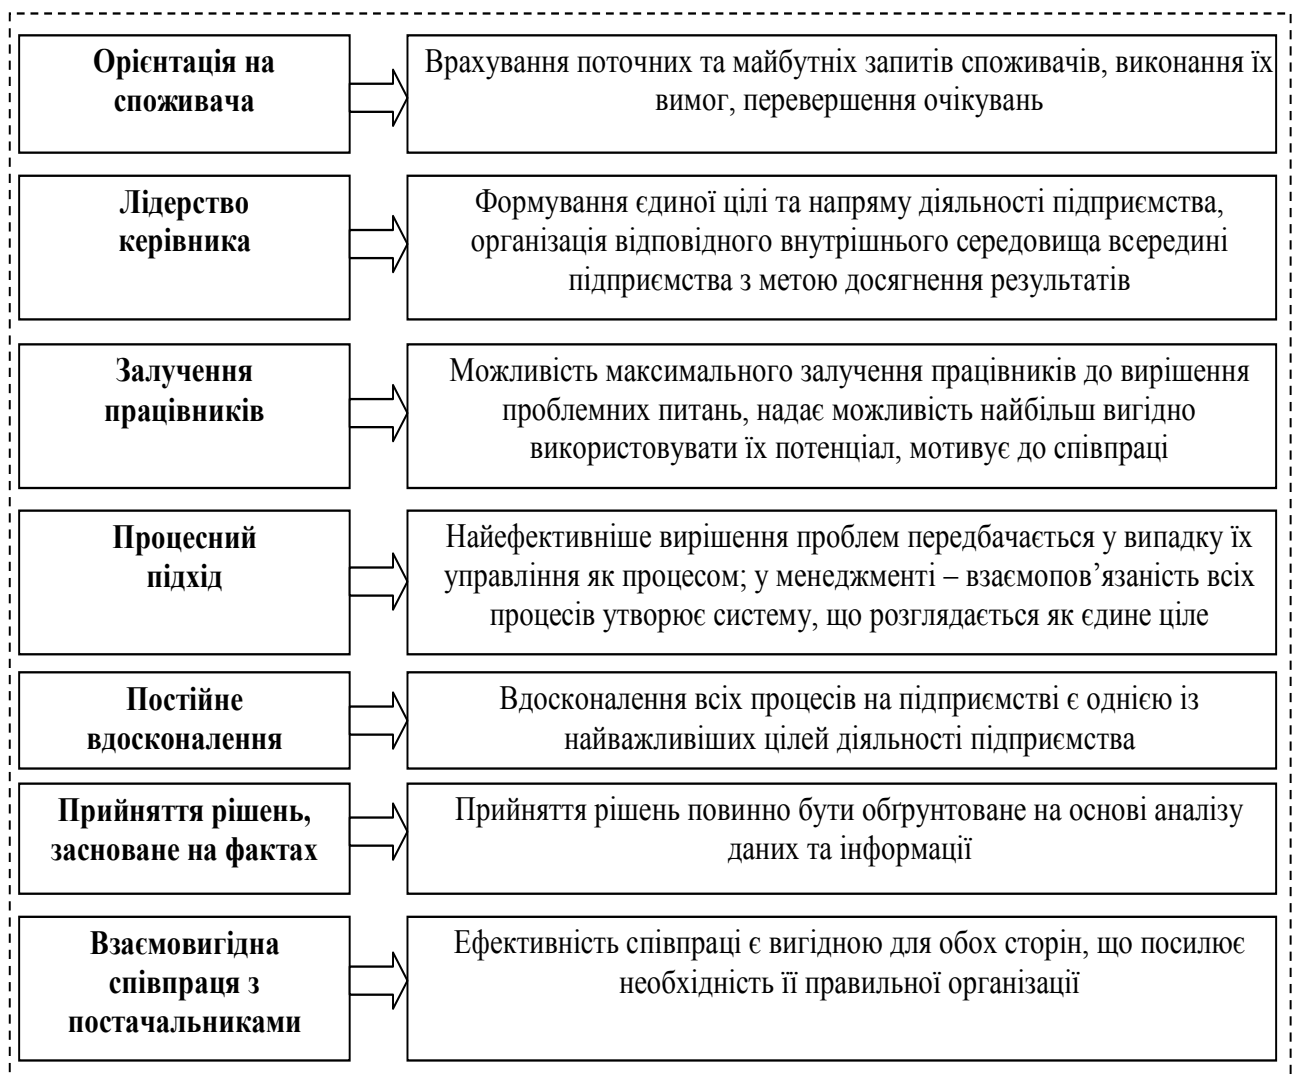 Орієнтація на
споживача
Врахування поточних та майбутніх запитів споживачів, виконання їх
вимог, перевершення очікувань
Лідерство
керівника
Формування єдиної цілі та напряму діяльності підприємства,
організація відповідного внутрішнього середовища всередині
підприємства з метою досягнення результатів
Залучення
працівників
Можливість максимального залучення працівників до вирішення
проблемних питань, надає можливість найбільш вигідно
використовувати їх потенціал, мотивує до співпраці
Процесний
підхід
Найефективніше вирішення проблем передбачається у випадку їх
управління як процесом; у менеджменті – взаємопов’язаність всіх
процесів утворює систему, що розглядається як єдине ціле
Постійне
вдосконалення
Вдосконалення всіх процесів на підприємстві є однією із
найважливіших цілей діяльності підприємства
Прийняття рішень,
засноване на фактах
Прийняття рішень повинно бути обґрунтоване на основі аналізу
даних та інформації
Взаємовигідна
співпраця з
постачальниками
Ефективність співпраці є вигідною для обох сторін, що посилює
необхідність її правильної організації